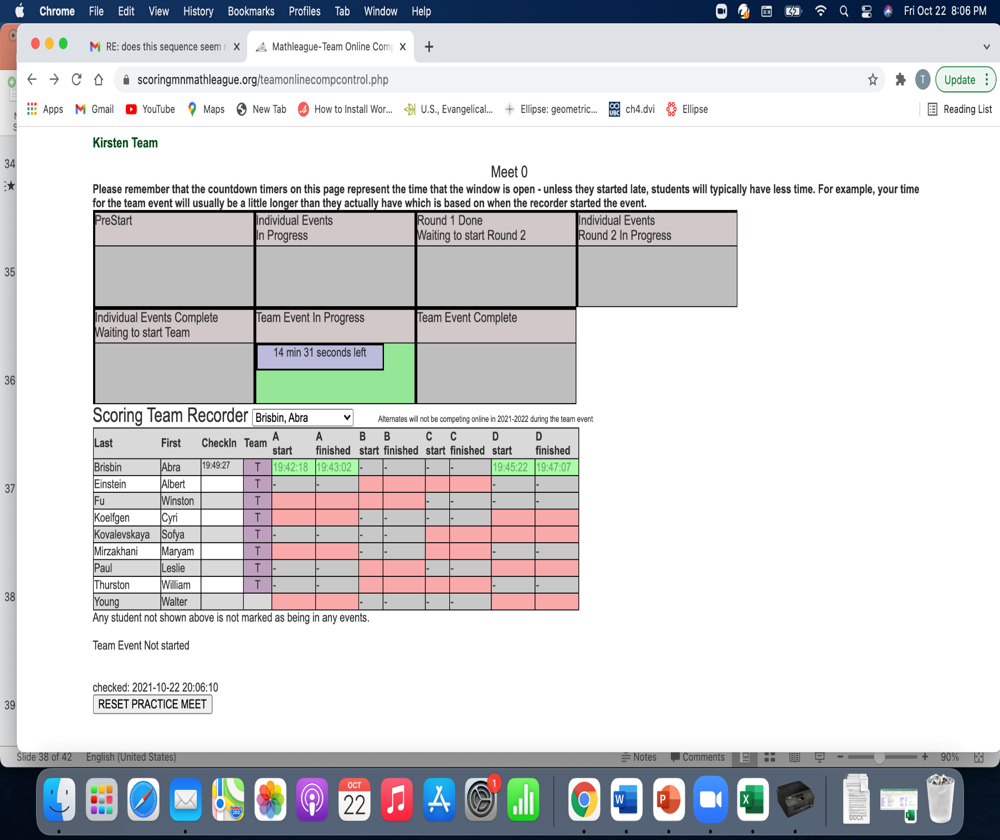 Chrome File Edit View History Bookmarks Profiles Tab Window Help Fri Oct 22 8:06 PM
RE: does this sequence seem Mathleague-Team Online Com
scoringmnmathleague.org/teamonlinecompcontrol.php T Update
Apps Gmail YouTube Maps New Tab How to Install Wor... U.S., Evangelical... Ellipse: geometric... UBC ch4.dvi Ellipse Reading List
Kirsten Team
34
Meet 0
Please remember that the countdown timers on this page represent the time that the window is open - unless they started late, students will typically have less time. For example, your time
for the team event will usually be a little longer than they actually have which is based on when the recorder started the event.
PreStart Individual Events Round 1 Done Individual Events
In Progress Waiting to start Round 2 Round 2 In Progress
35
Individual Events Complete Team Event In Progress Team Event Complete
Waiting to start Team
14 min 31 seconds left
36
Scoring Team Recorder Brisbin, Abra Alternates will not be competing online in 2021-2022 during the team event
Last First CheckIn Team A start A finished B start B finished C start C finished D start D finished
Brisbin Abra 19:49:27 T 19:42:18 19:43:02 - - - - 19:45:22 19:47:07
37
Einstein Albert T - - - -
Fu Winston T - - - -
Koelfgen Cyri T - - - -
Kovalevskaya Sofya T - - - -
Mirzakhani Maryam T - - - -
Paul Leslie T - - - -
Thurston William T - - - -
38
Young Walter - - - -
Any student not shown above is not marked as being in any events.
Team Event Not started
checked: 2021-10-22 20:06:10
39
RESET PRACTICE MEET
Slide 38 of 42 English (United States) Notes Comments 90%
OCT
22
280
1
W
P
X
DOCX